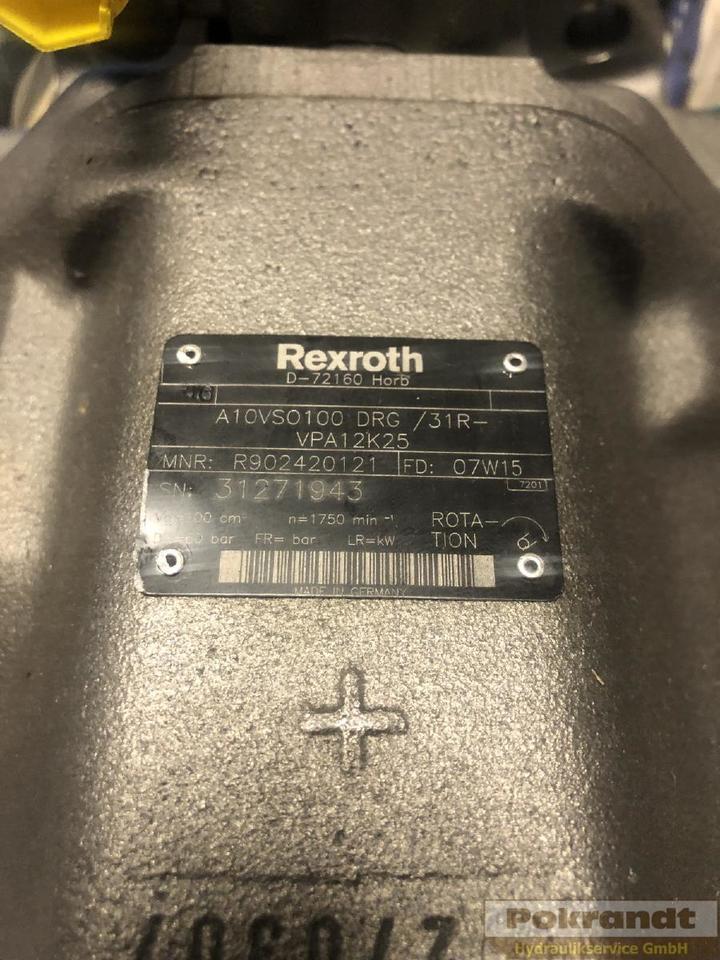 Rexroth
D-72160 Horb
A10VSO100 DRG /31R-
VPA12K25
MNR: R902420121 FD: 07W15
SN: 31271943
7201
cm³ n=1750 min⁻¹
bar FR= bar LR=kW
ROTA-
TION
MADE IN GERMANY
Pokrandt
Hydraulikservice GmbH